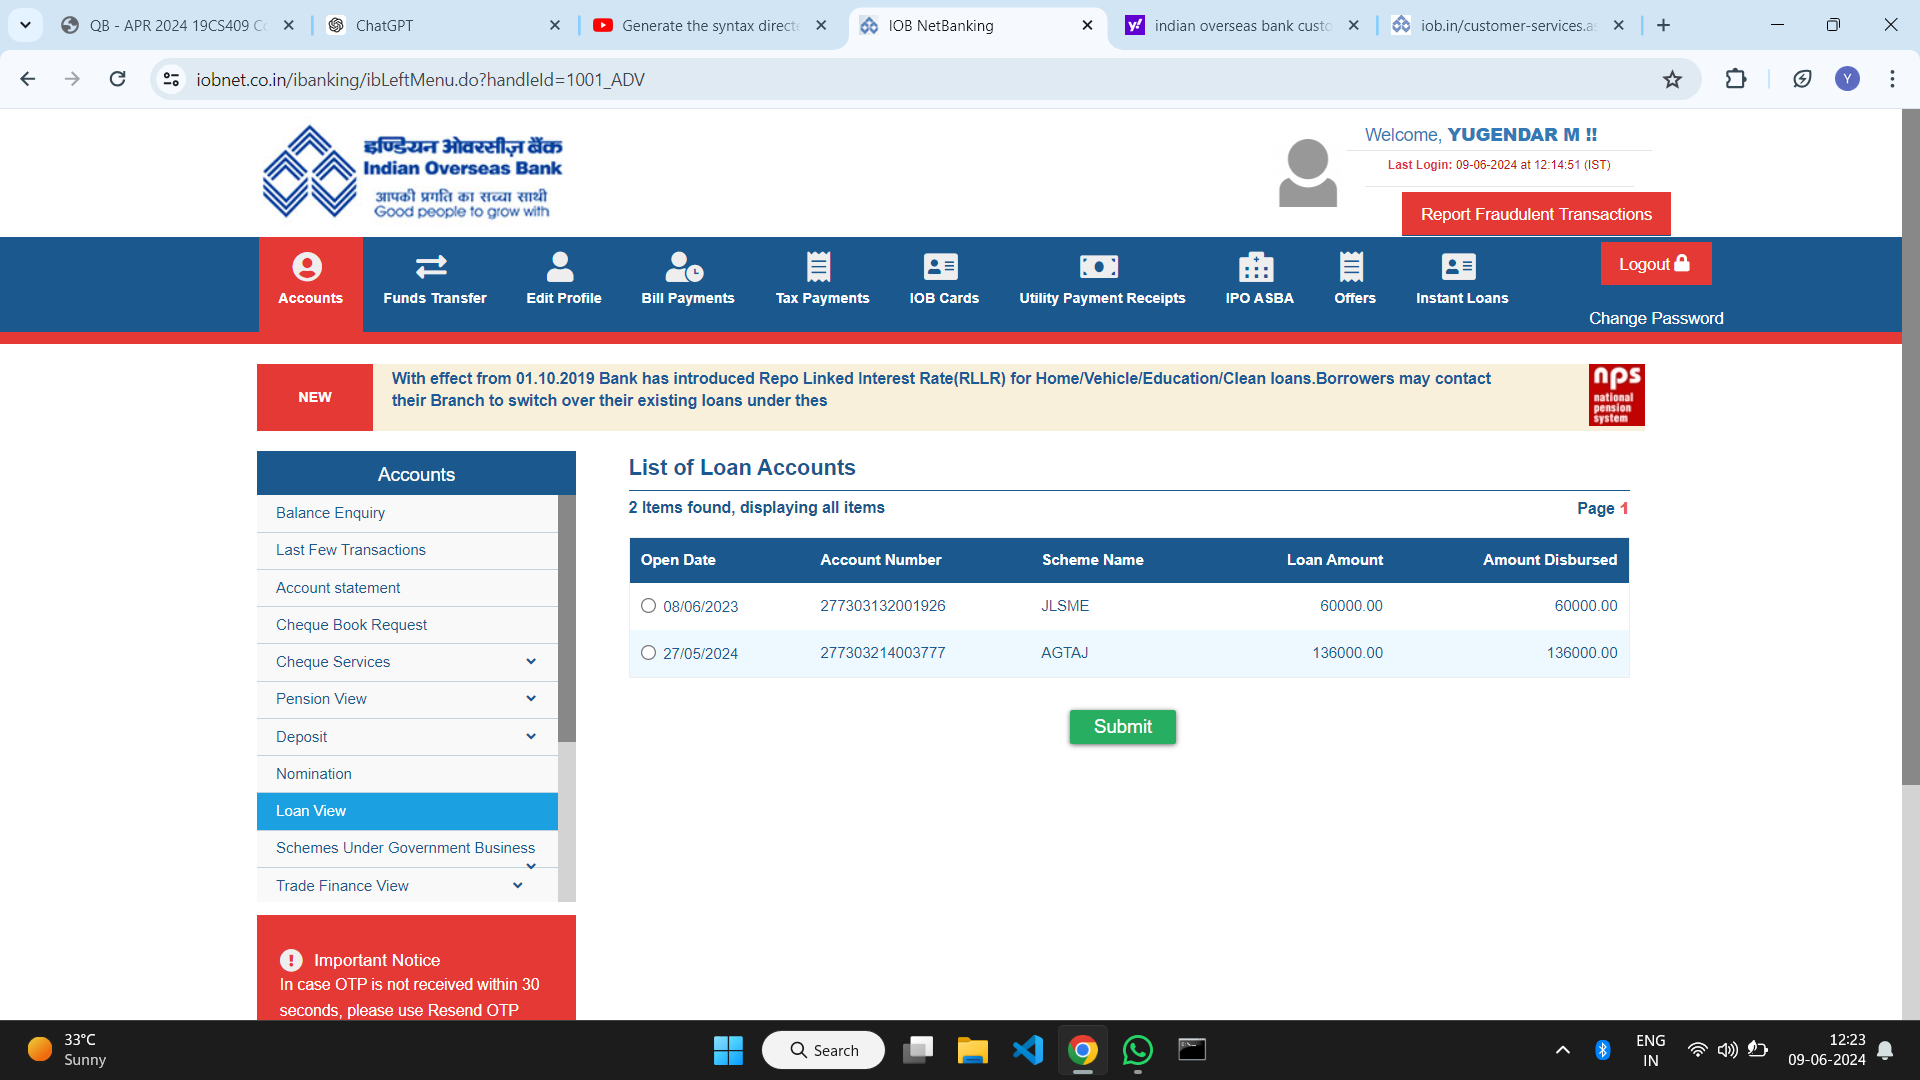 QB - APR 2024 19CS409 Co
ChatGPT
Generate the syntax directe
IOB NetBanking
indian overseas bank custo
iob.in/customer-services.as
iobnet.co.in/ibanking/ibLeftMenu.do?handleId=1001_ADV
Y
इण्डियन ओवरसीज़ बैंक
Indian Overseas Bank
आपकी प्रगति का सच्चा साथी
Good people to grow with
Welcome, YUGENDAR M !!
Last Login: 09-06-2024 at 12:14:51 (IST)
Report Fraudulent Transactions
Accounts
Funds Transfer
Edit Profile
Bill Payments
Tax Payments
IOB Cards
Utility Payment Receipts
IPO ASBA
Offers
Instant Loans
Logout
Change Password
NEW
With effect from 01.10.2019 Bank has introduced Repo Linked Interest Rate(RLLR) for Home/Vehicle/Education/Clean loans.Borrowers may contact
their Branch to switch over their existing loans under thes
nps
national
pension
system
Accounts
Balance Enquiry
Last Few Transactions
Account statement
Cheque Book Request
Cheque Services
Pension View
Deposit
Nomination
Loan View
Schemes Under Government Business
Trade Finance View
List of Loan Accounts
2 Items found, displaying all items
Page 1
Open Date Account Number Scheme Name Loan Amount Amount Disbursed
08/06/2023 277303132001926 JLSME 60000.00 60000.00
27/05/2024 277303214003777 AGTAJ 136000.00 136000.00
Submit
Important Notice
In case OTP is not received within 30
seconds, please use Resend OTP
33°C
Sunny
Search
ENG
IN
12:23
09-06-2024